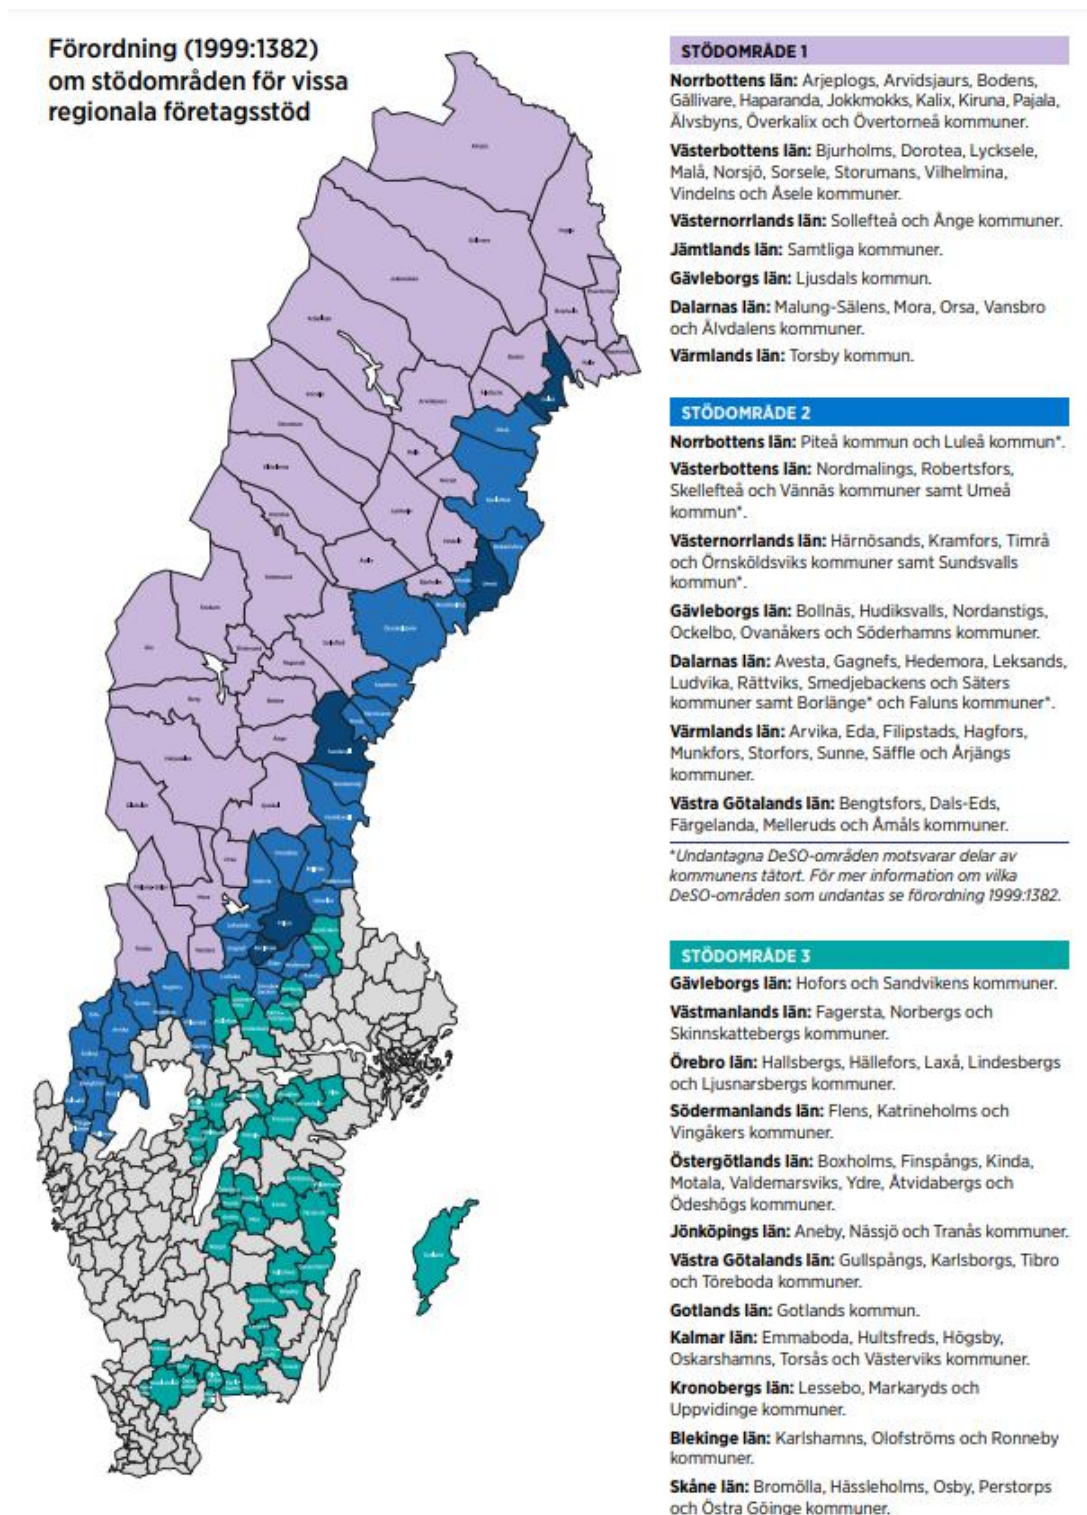 Förordning (1999:1382)
om stödområden för vissa
regionala företagsstöd
STÖDOMRÅDE 1
Norrbottens län: Arjeplogs, Arvidsjaurs, Bodens,
Gällivare, Haparanda, Jokkmokks, Kalix, Kiruna, Pajala,
Älvsbyns, Överkalix och Övertorneå kommuner.
Västerbottens län: Bjurholms, Dorotea, Lycksele,
Malå, Norsjö, Sorsele, Storumans, Vilhelmina,
Vindelns och Åsele kommuner.
Västernorrlands län: Sollefteå och Ånge kommuner.
Jämtlands län: Samtliga kommuner.
Gävleborgs län: Ljusdals kommun.
Dalarnas län: Malung-Sälens, Mora, Orsa, Vansbro
och Älvdalens kommuner.
Värmlands län: Torsby kommun.
STÖDOMRÅDE 2
Norrbottens län: Piteå kommun och Luleå kommun*.
Västerbottens län: Nordmalings, Robertsfors,
Skellefteå och Vännäs kommuner samt Umeå
kommun*.
Västernorrlands län: Härnösands, Kramfors, Timrå
och Örnsköldsviks kommuner samt Sundsvalls
kommun*.
Gävleborgs län: Bollnäs, Hudiksvalls, Nordanstigs,
Ockelbo, Ovanåkers och Söderhamns kommuner.
Dalarnas län: Avesta, Gagnefs, Hedemora, Leksands,
Ludvika, Rättviks, Smedjebackens och Säters
kommuner samt Borlänge* och Faluns kommuner*.
Värmlands län: Arvika, Eda, Filipstads, Hagfors,
Munkfors, Storfors, Sunne, Säffle och Årjängs
kommuner.
Västra Götalands län: Bengtsfors, Dals-Eds,
Färgelanda, Melleruds och Åmåls kommuner.
*Undantagna DeSO-områden motsvarar delar av
kommunens tätort. För mer information om vilka
DeSO-områden som undantas se förordning 1999:1382.
STÖDOMRÅDE 3
Gävleborgs län: Hofors och Sandvikens kommuner.
Västmanlands län: Fagersta, Norbergs och
Skinnskattebergs kommuner.
Örebro län: Hallsbergs, Hällefors, Laxå, Lindesbergs
och Ljusnarsbergs kommuner.
Södermanlands län: Flens, Katrineholms och
Vingåkers kommuner.
Östergötlands län: Boxholms, Finspångs, Kinda,
Motala, Valdemarsviks, Ydre, Åtvidabergs och
Ödeshögs kommuner.
Jönköpings län: Aneby, Nässjö och Tranås kommuner.
Västra Götalands län: Gullspångs, Karlsborgs, Tibro
och Töreboda kommuner.
Gotlands län: Gotlands kommun.
Kalmar län: Emmaboda, Hultsfreds, Högsby,
Oskarshamns, Torsås och Västerviks kommuner.
Kronobergs län: Lessebo, Markaryds och
Uppvidinge kommuner.
Blekinge län: Karlshamns, Olofströms och Ronneby
kommuner.
Skåne län: Bromölla, Hässleholms, Osby, Perstorps
och Östra Göinge kommuner.